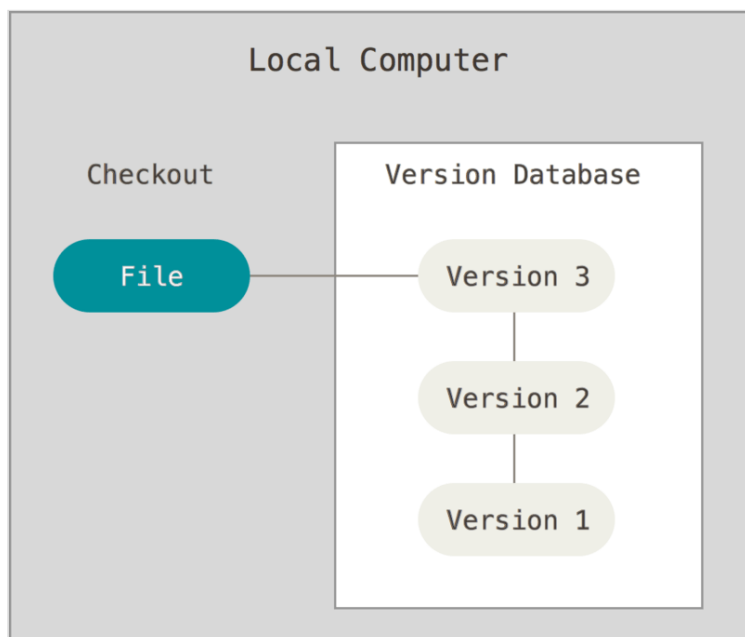 Local Computer
Checkout
Version Database
File
Version 3
Version 2
Version 1